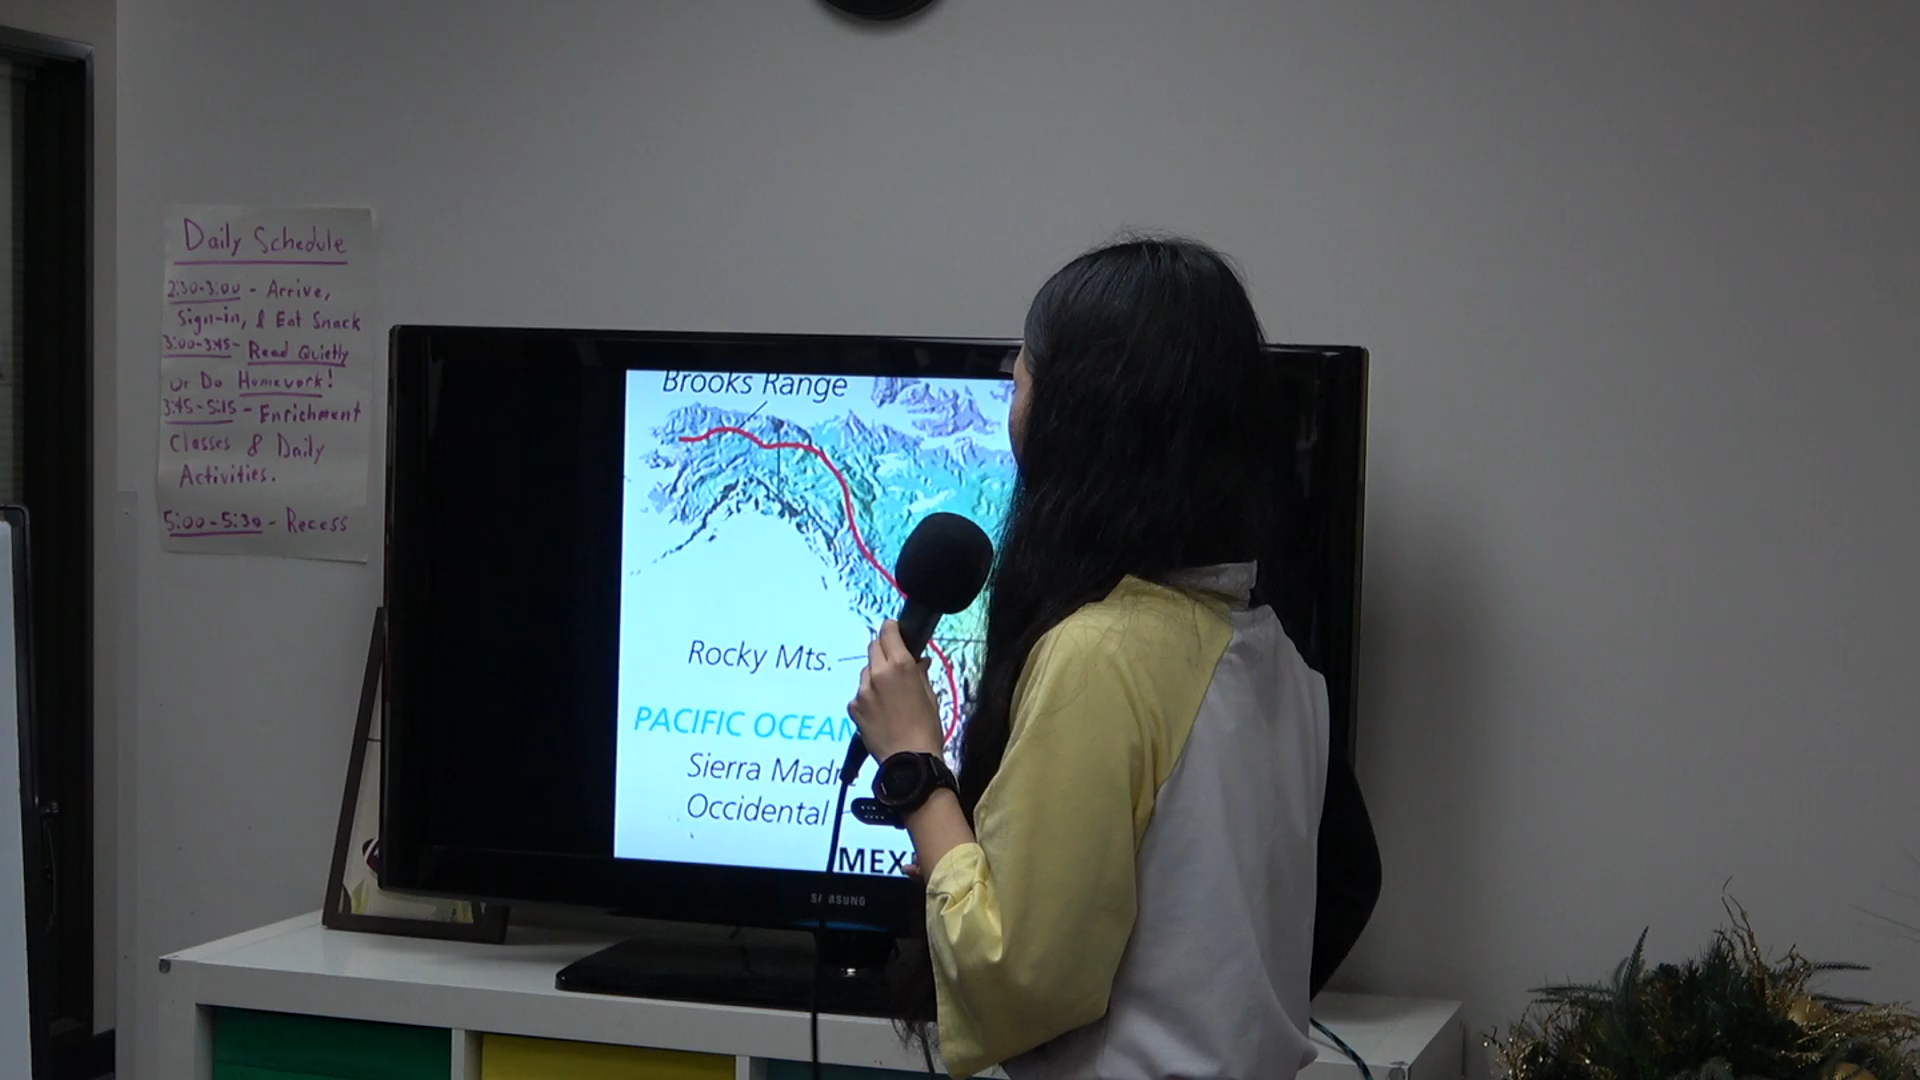 Daily Schedule
2:30-3:00 - Arrive,
Sign-in, & Eat Snack
3:00-3:45- Read Quietly
or Do Homework!
3:45-5:15 - Enrichment
Classes & Daily
Activities.
5:00-5:30 - Recess
Brooks Range
Rocky Mts.
PACIFIC OCEAN
Sierra Madre
Occidental
MEX
SAMSUNG